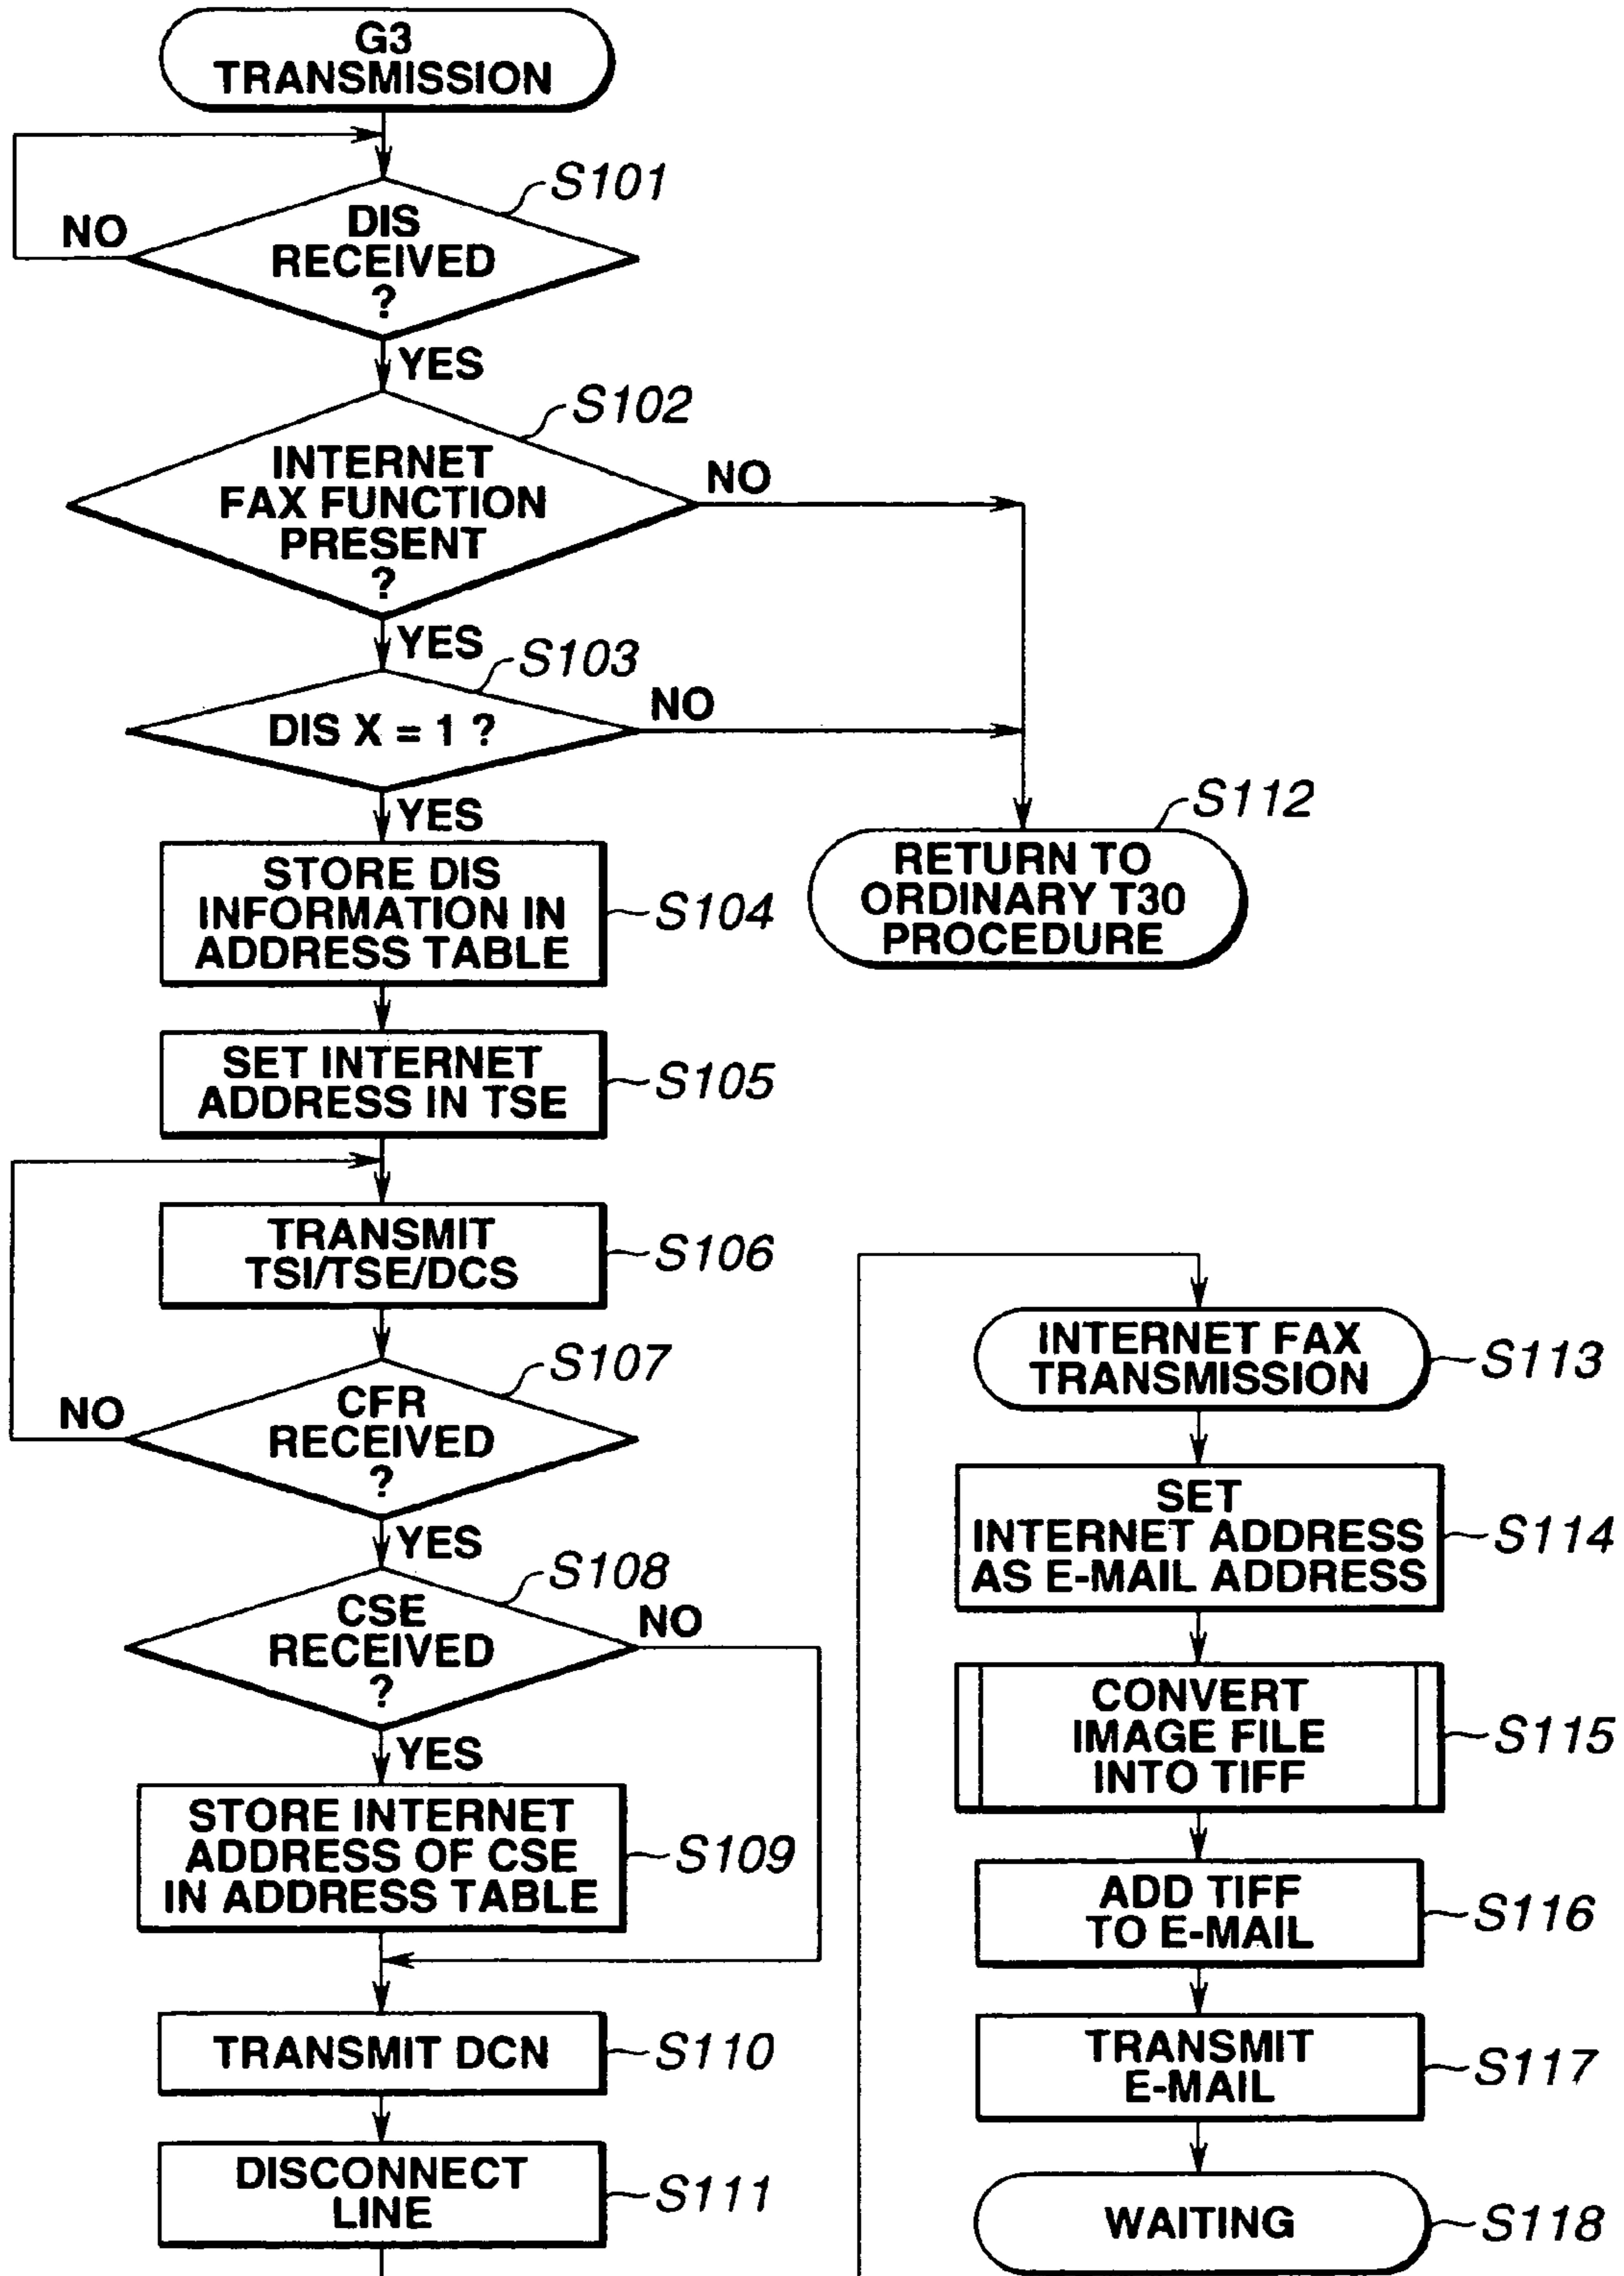 G3
TRANSMISSION
S101
DIS
RECEIVED
?
NO
YES
S102
INTERNET
FAX FUNCTION
PRESENT
?
NO
YES
S103
DIS X = 1 ?
NO
YES
S112
RETURN TO
ORDINARY T30
PROCEDURE
STORE DIS
INFORMATION IN
ADDRESS TABLE
S104
SET INTERNET
ADDRESS IN TSE
S105
TRANSMIT
TSI/TSE/DCS
S106
S107
CFR
RECEIVED
?
NO
YES
S108
CSE
RECEIVED
?
NO
YES
STORE INTERNET
ADDRESS OF CSE
IN ADDRESS TABLE
S109
TRANSMIT DCN
S110
DISCONNECT
LINE
S111
INTERNET FAX
TRANSMISSION
S113
SET
INTERNET ADDRESS
AS E-MAIL ADDRESS
S114
CONVERT
IMAGE FILE
INTO TIFF
S115
ADD TIFF
TO E-MAIL
S116
TRANSMIT
E-MAIL
S117
WAITING
S118